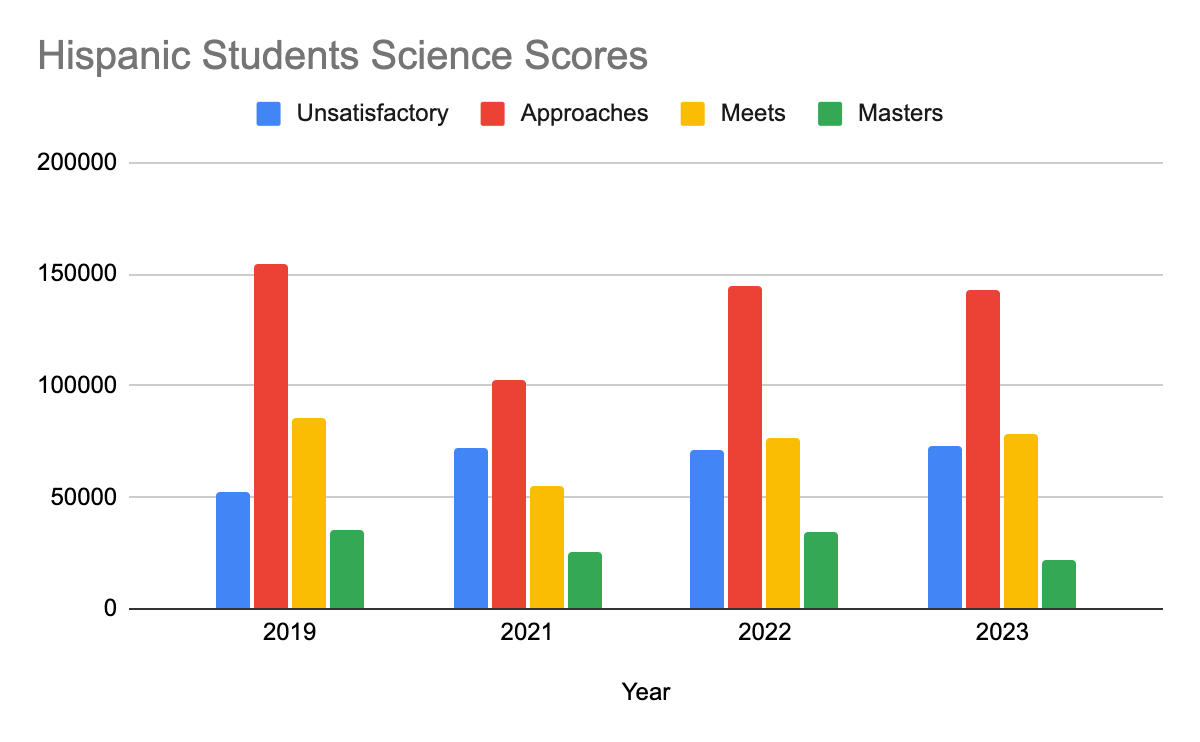 Hispanic Students Science Scores
Unsatisfactory Approaches Meets Masters
200000
150000
100000
50000
0
2019 2021 2022 2023
Year